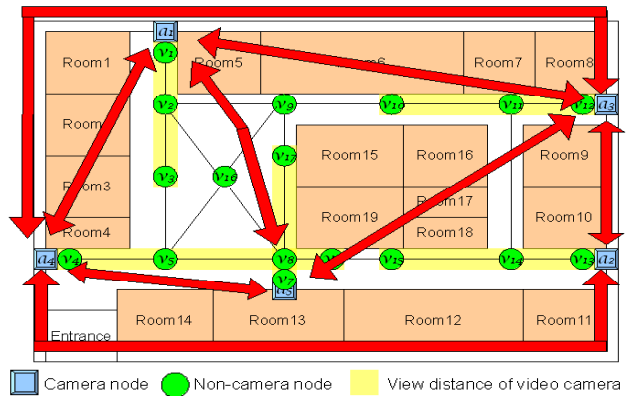 a1
Room1
v1
Room5
Room7
Room8
v2
v9
v10
v11
v12
a3
Room
Room15
Room16
Room9
v17
Room3
v3
v16
Room17
Room19
Room10
Room4
Room18
a4
v4
v5
v8
v15
v14
v13
a2
v7
a5
Room14
Room13
Room12
Room11
Entrance
Camera node
Non-camera node
View distance of video camera